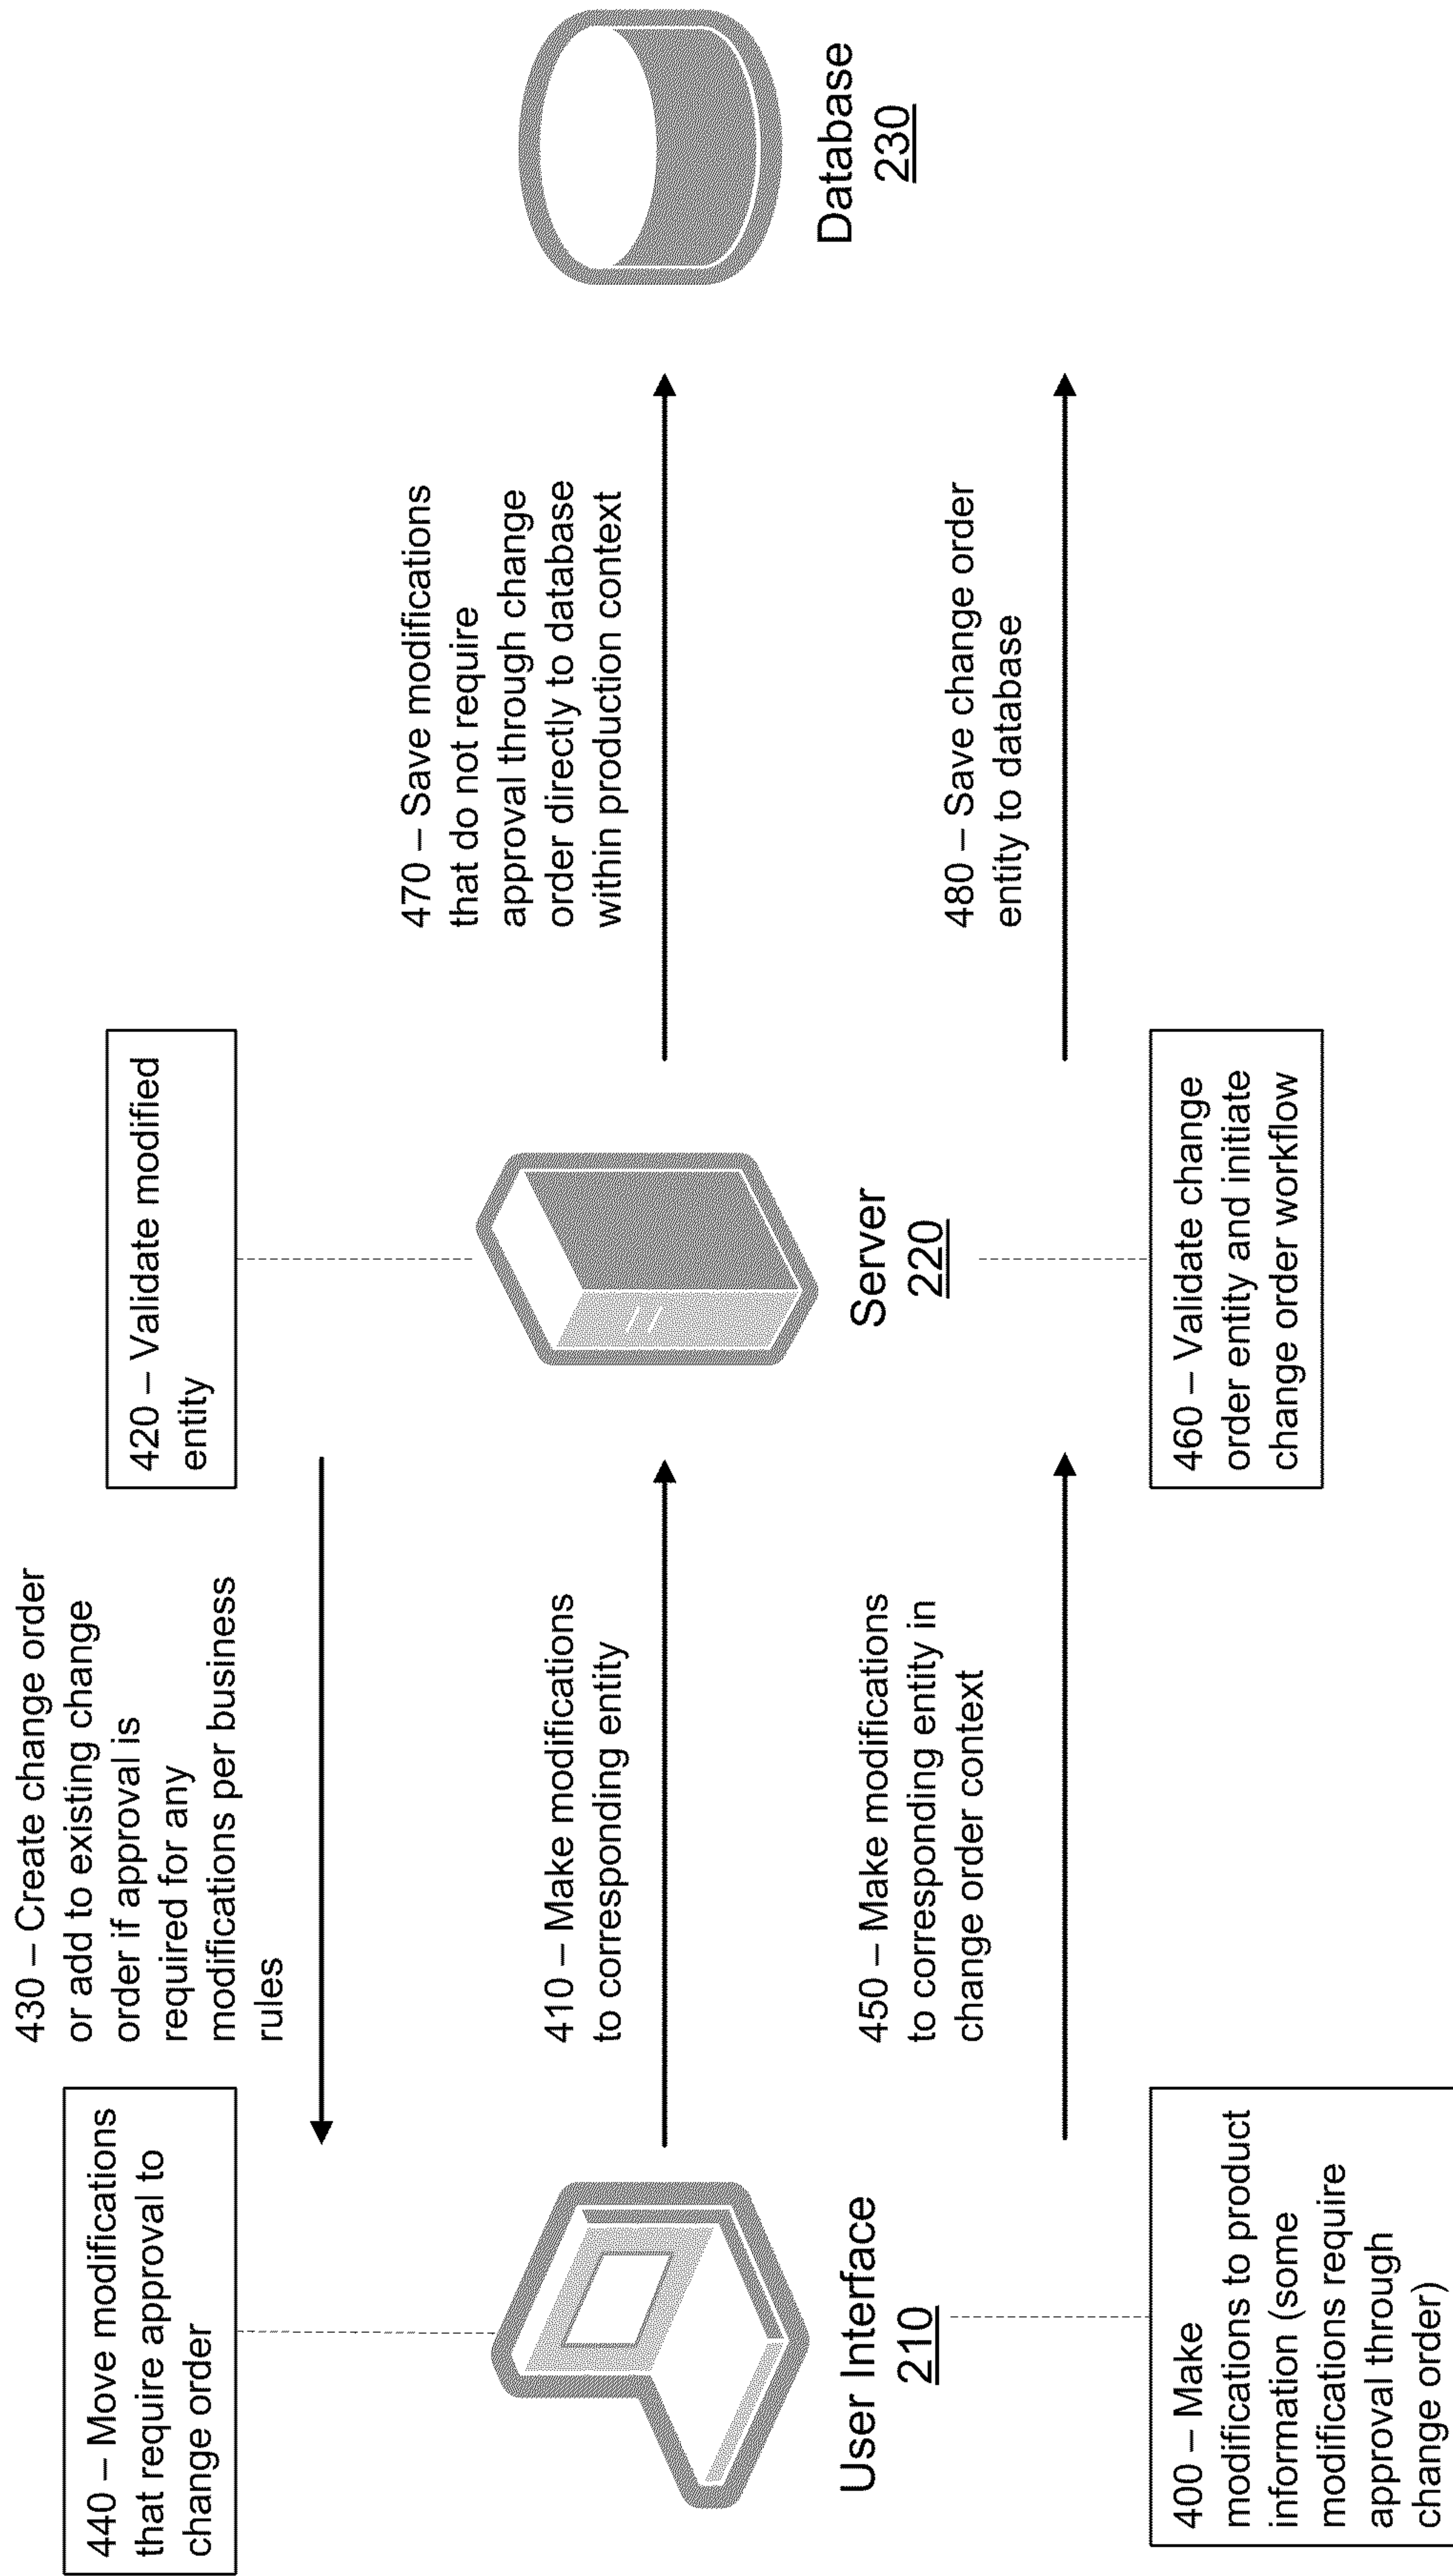 440 – Move modifications
that require approval to
change order
430 – Create change order
or add to existing change
order if approval is
required for any
modifications per business
rules
420 – Validate modified
entity
410 – Make modifications
to corresponding entity
470 – Save modifications
that do not require
approval through change
order directly to database
within production context
User Interface
210
Server
220
Database
230
450 – Make modifications
to corresponding entity in
change order context
480 – Save change order
entity to database
400 – Make
modifications to product
information (some
modifications require
approval through
change order)
460 – Validate change
order entity and initiate
change order workflow